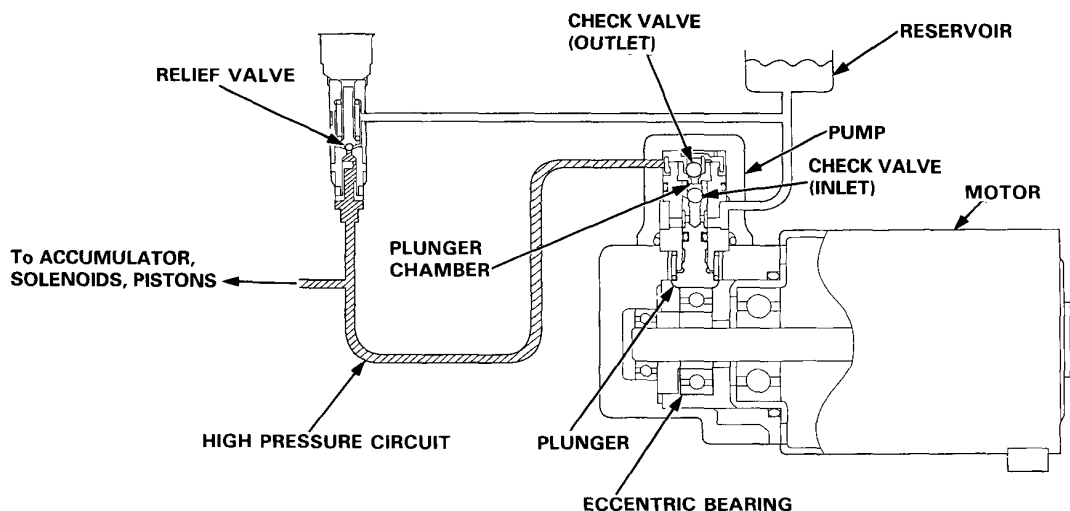 CHECK VALVE
(OUTLET)
RESERVOIR
RELIEF VALVE
PUMP
CHECK VALVE
(INLET)
MOTOR
PLUNGER
CHAMBER
To ACCUMULATOR,
SOLENOIDS, PISTONS
HIGH PRESSURE CIRCUIT
PLUNGER
ECCENTRIC BEARING